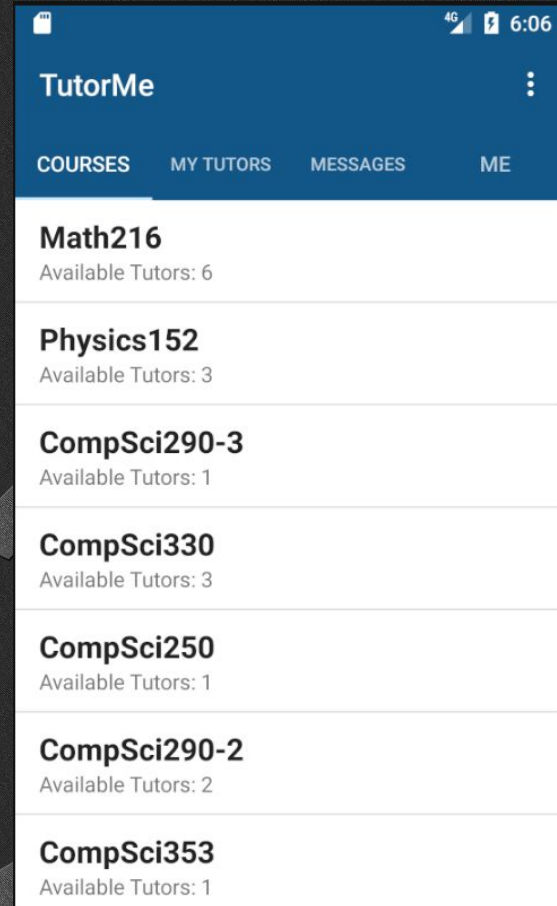 4G 6:06
TutorMe
COURSES MY TUTORS MESSAGES ME
Math216
Available Tutors: 6
Physics152
Available Tutors: 3
CompSci290-3
Available Tutors: 1
CompSci330
Available Tutors: 3
CompSci250
Available Tutors: 1
CompSci290-2
Available Tutors: 2
CompSci353
Available Tutors: 1